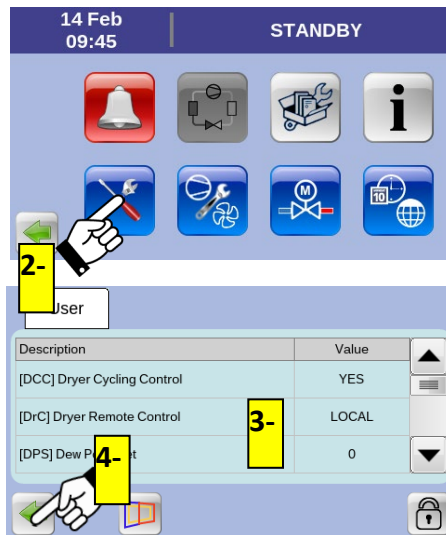 14 Feb
09:45
STANDBY
i
M
10
2-
User
Description Value
[DCC] Dryer Cycling Control YES
[DrC] Dryer Remote Control LOCAL
3-
[DPS] Dew 0
4-